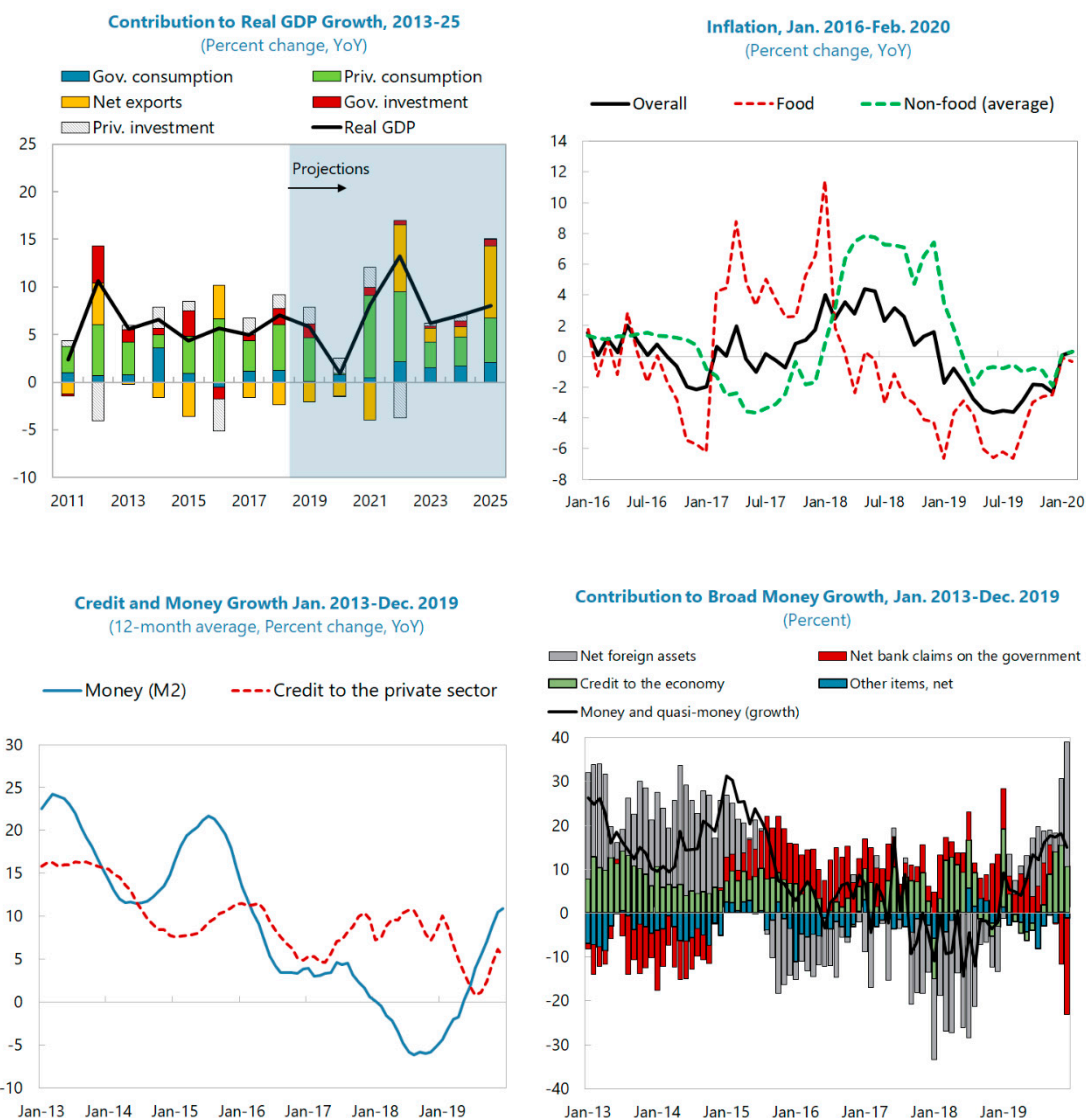 Contribution to Real GDP Growth, 2013-25
(Percent change, YoY)
Gov. consumption
Priv. consumption
Net exports
Gov. investment
Priv. investment
Real GDP
25
20
15
10
5
0
-5
-10
Projections
2011 2013 2015 2017 2019 2021 2023 2025
Inflation, Jan. 2016-Feb. 2020
(Percent change, YoY)
Overall Food Non-food (average)
14
12
10
8
6
4
2
0
-2
-4
-6
-8
Jan-16 Jul-16 Jan-17 Jul-17 Jan-18 Jul-18 Jan-19 Jul-19 Jan-20
Credit and Money Growth Jan. 2013-Dec. 2019
(12-month average, Percent change, YoY)
Money (M2) Credit to the private sector
30
25
20
15
10
5
0
-5
-10
Jan-13 Jan-14 Jan-15 Jan-16 Jan-17 Jan-18 Jan-19
Contribution to Broad Money Growth, Jan. 2013-Dec. 2019
(Percent)
Net foreign assets
Net bank claims on the government
Credit to the economy
Other items, net
Money and quasi-money (growth)
40
30
20
10
0
-10
-20
-30
-40
Jan-13 Jan-14 Jan-15 Jan-16 Jan-17 Jan-18 Jan-19